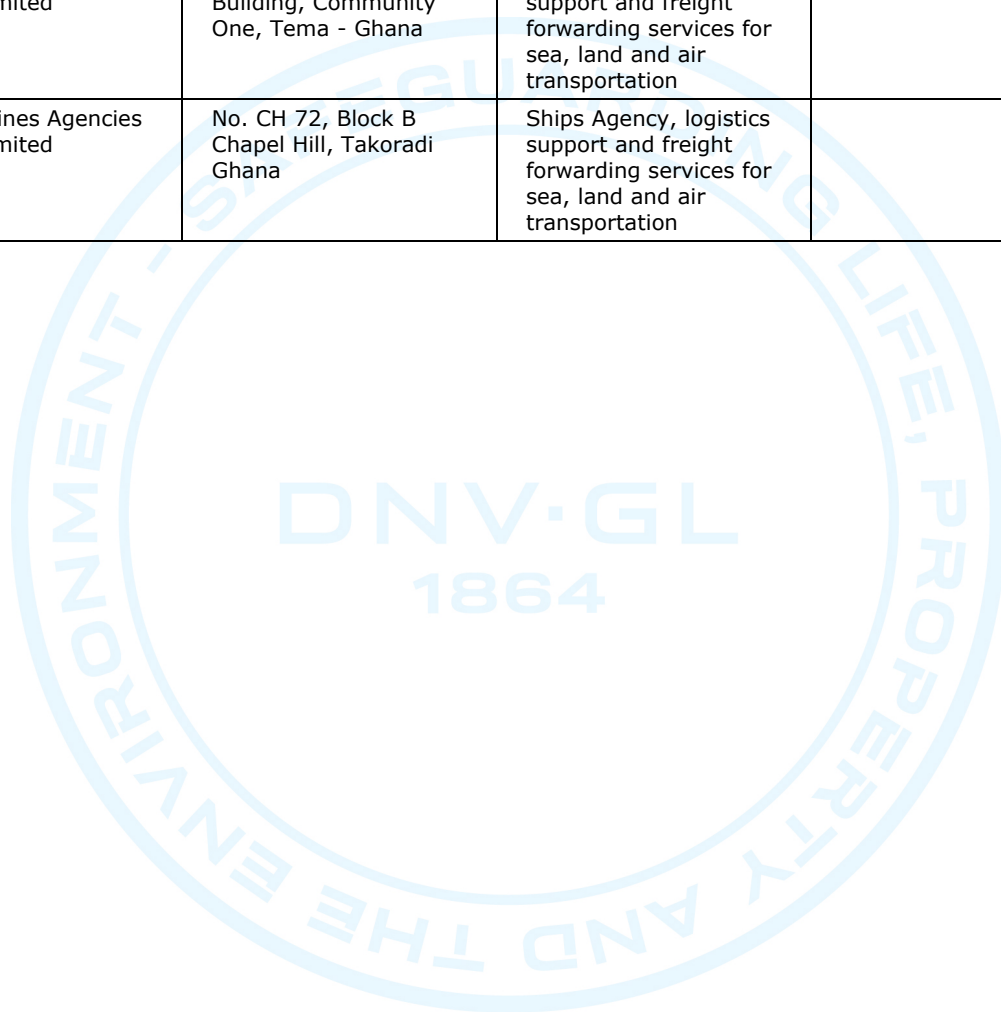 mited
Building, Community
One, Tema - Ghana
support and freight
forwarding services for
sea, land and air
transportation
ines Agencies
mited
No. CH 72, Block B
Chapel Hill, Takoradi
Ghana
Ships Agency, logistics
support and freight
forwarding services for
sea, land and air
transportation
SAFEGUARDING LIFE, PROPERTY AND THE ENVIRONMENT -
DNV·GL
1864